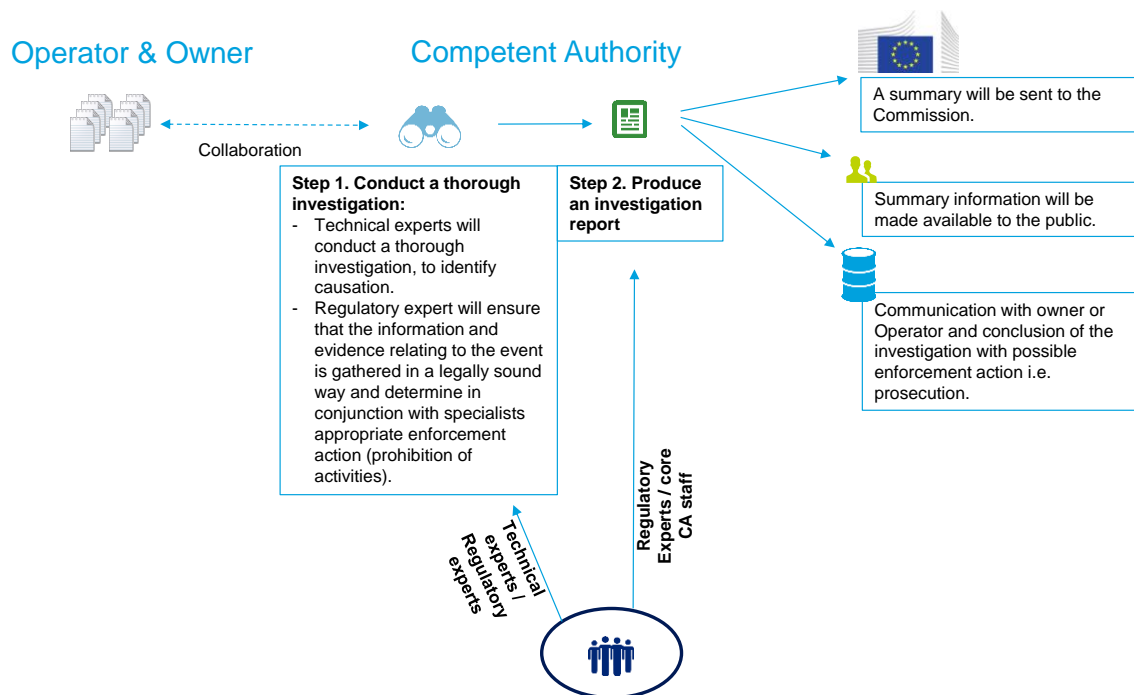 Operator & Owner
Competent Authority
Collaboration
Step 1. Conduct a thorough
investigation:
- Technical experts will
conduct a thorough
investigation, to identify
causation.
- Regulatory expert will ensure
that the information and
evidence relating to the event
is gathered in a legally sound
way and determine in
conjunction with specialists
appropriate enforcement
action (prohibition of
activities).
Step 2. Produce
an investigation
report
A summary will be sent to the
Commission.
Summary information will be
made available to the public.
Communication with owner or
Operator and conclusion of the
investigation with possible
enforcement action i.e.
prosecution.
Technical
experts /
Regulatory
experts
Regulatory
Experts / core
CA staff